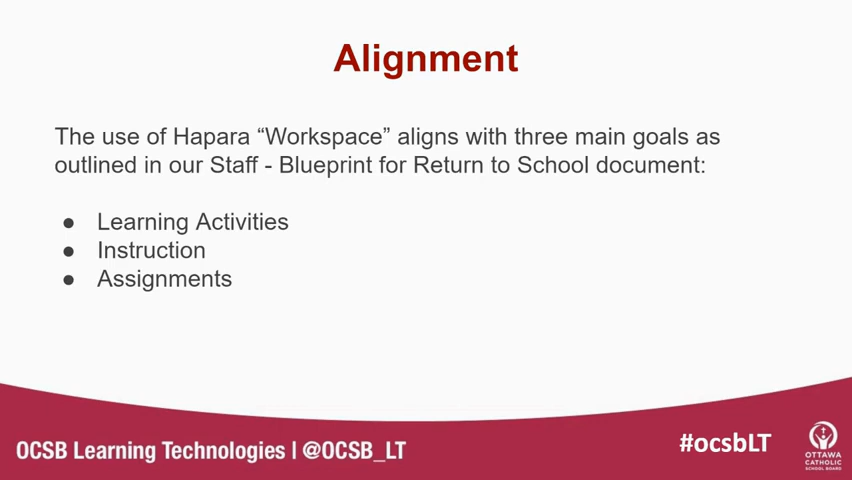 Alignment
The use of Hapara “Workspace” aligns with three main goals as
outlined in our Staff - Blueprint for Return to School document:
● Learning Activities
● Instruction
● Assignments
OCSB Learning Technologies | @OCSB_LT
#ocsbLT
OTTAWA
CATHOLIC
SCHOOL BOARD